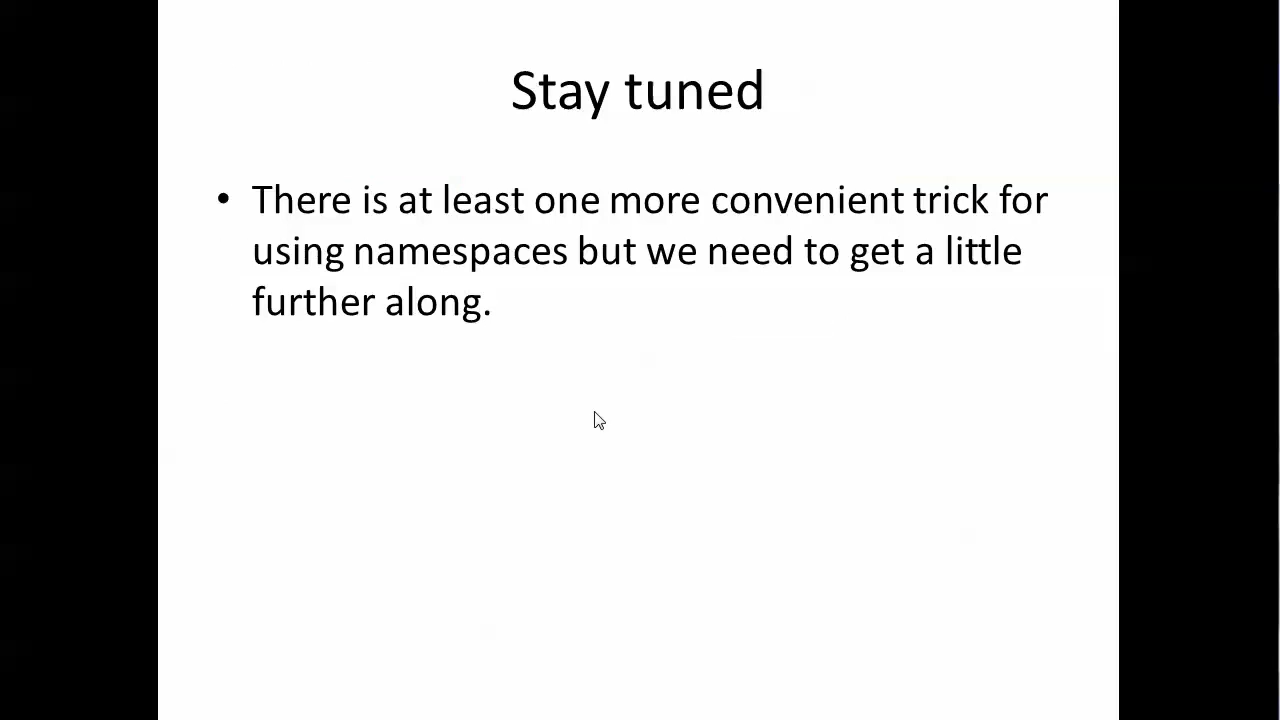 Stay tuned
• There is at least one more convenient trick for
using namespaces but we need to get a little
further along.